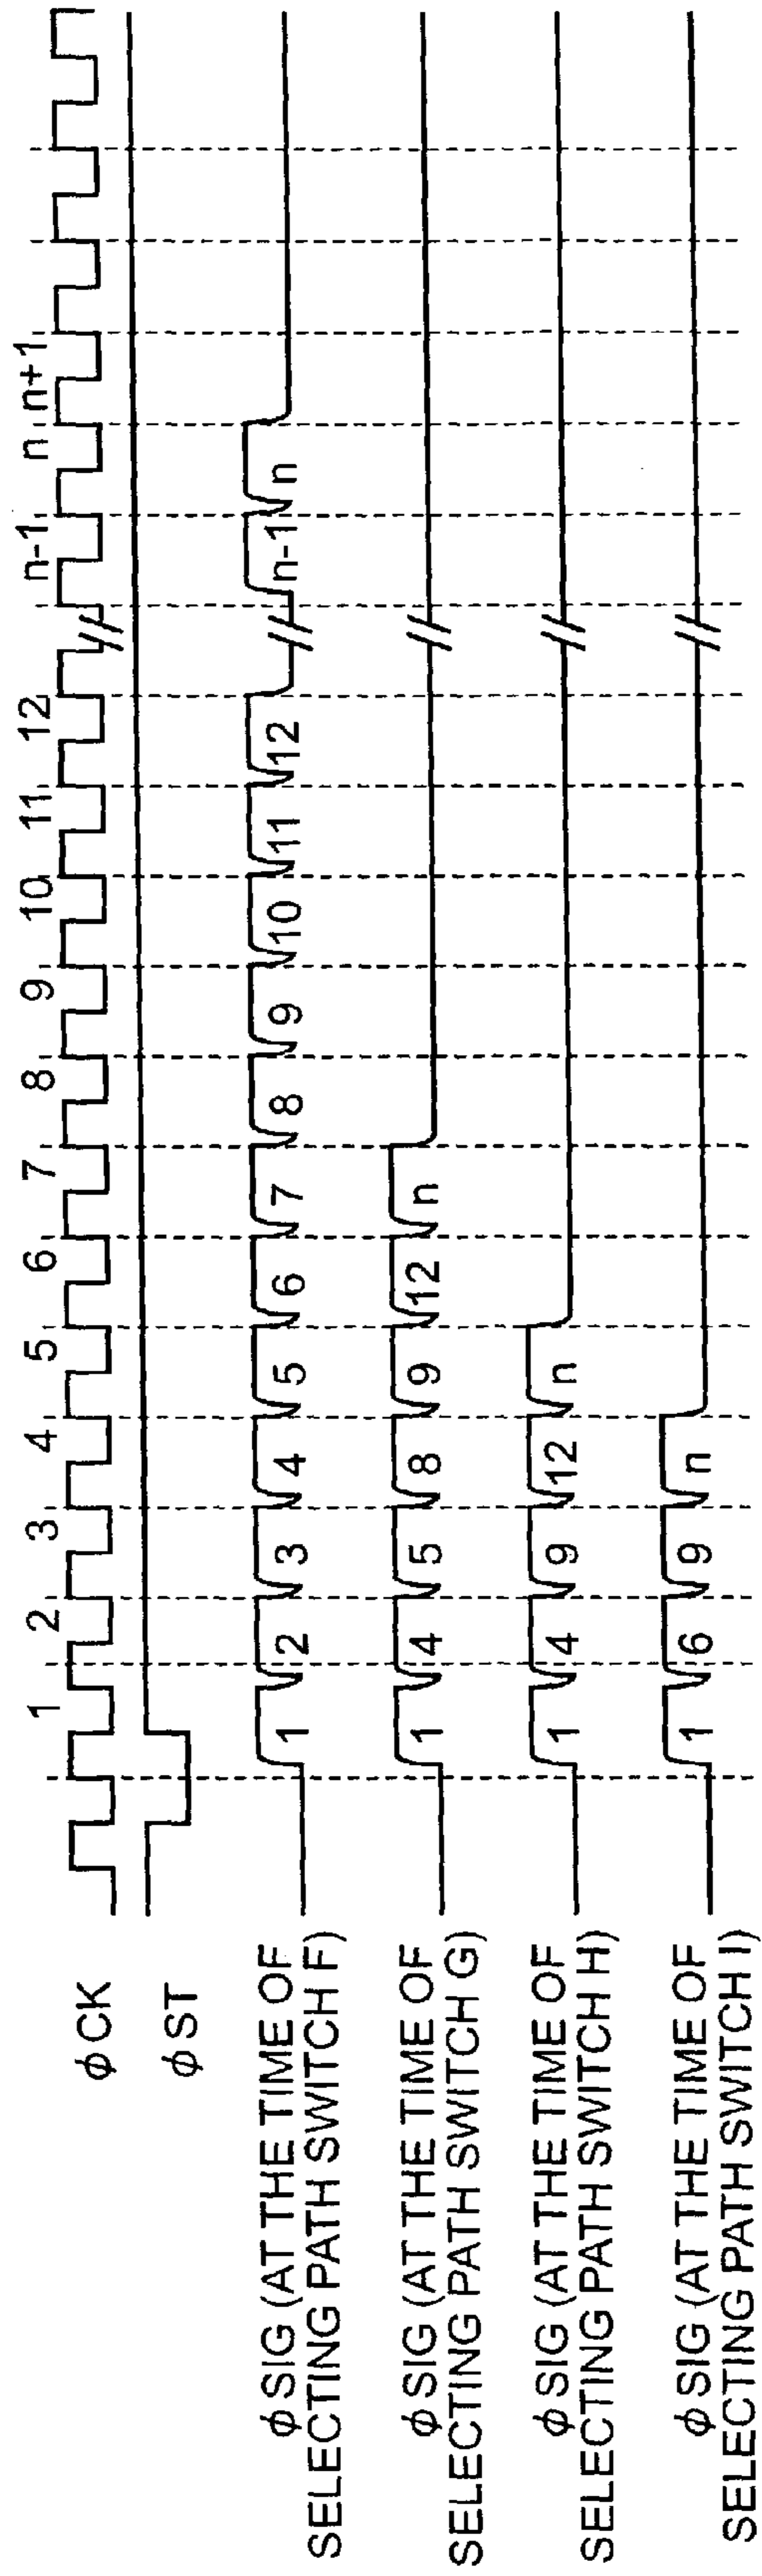 φCK 1 2 3 4 5 6 7 8 9 10 11 12 n-1 n n+1
φST
φSIG (AT THE TIME OF
SELECTING PATH SWITCH F) 1 2 3 4 5 6 7 8 9 10 11 12 n-1 n
φSIG (AT THE TIME OF
SELECTING PATH SWITCH G) 1 4 5 8 9 12 n
φSIG (AT THE TIME OF
SELECTING PATH SWITCH H) 1 4 9 12 n
φSIG (AT THE TIME OF
SELECTING PATH SWITCH I) 1 6 9 n